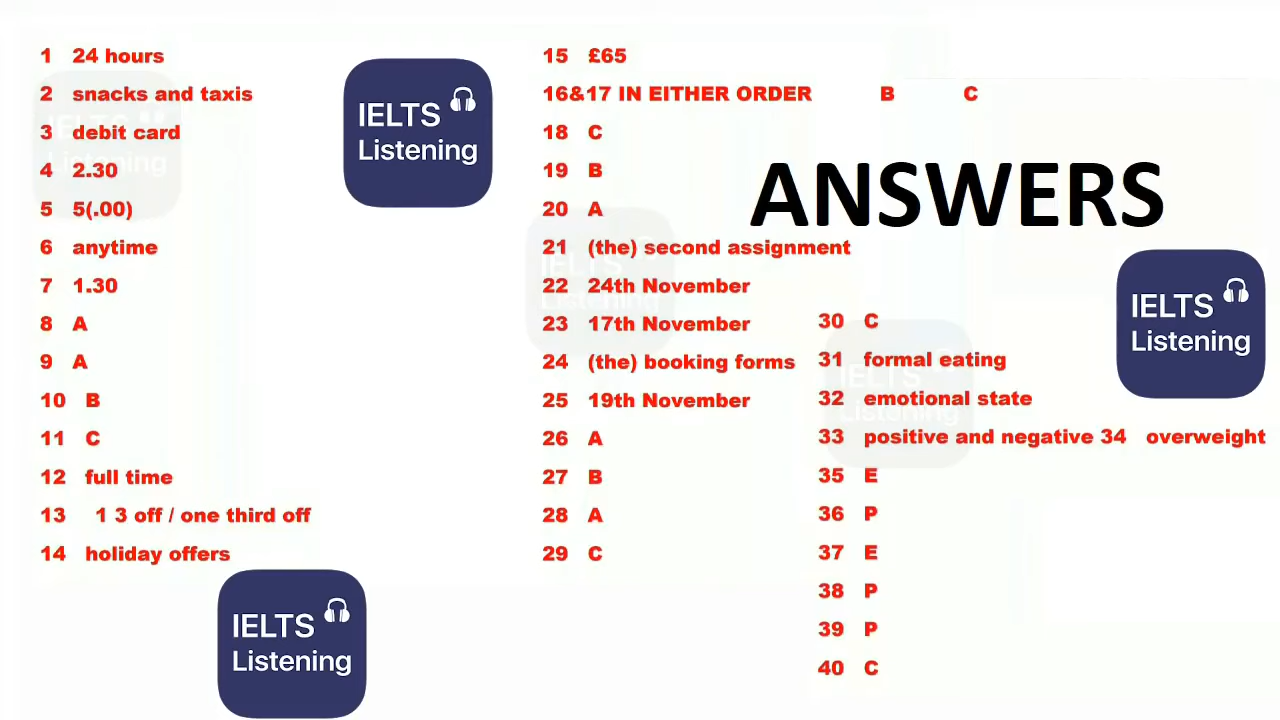 1 24 hours
2 snacks and taxis
3 debit card
4 2.30
5 5(.00)
6 anytime
7 1.30
8 A
9 A
10 B
11 C
12 full time
13 1 3 off / one third off
14 holiday offers
IELTS
Listening
IELTS
Listening
IELTS
Listening
15 £65
16&17 IN EITHER ORDER B C
18 C
19 B
20 A
21 (the) second assignment
22 24th November
23 17th November
24 (the) booking forms
25 19th November
26 A
27 B
28 A
29 C
IELTS
Listening
ANSWERS
30 C
31 formal eating
32 emotional state
33 positive and negative 34 overweight
35 E
36 P
37 E
38 P
39 P
40 C
IELTS
Listening
IELTS
Listening